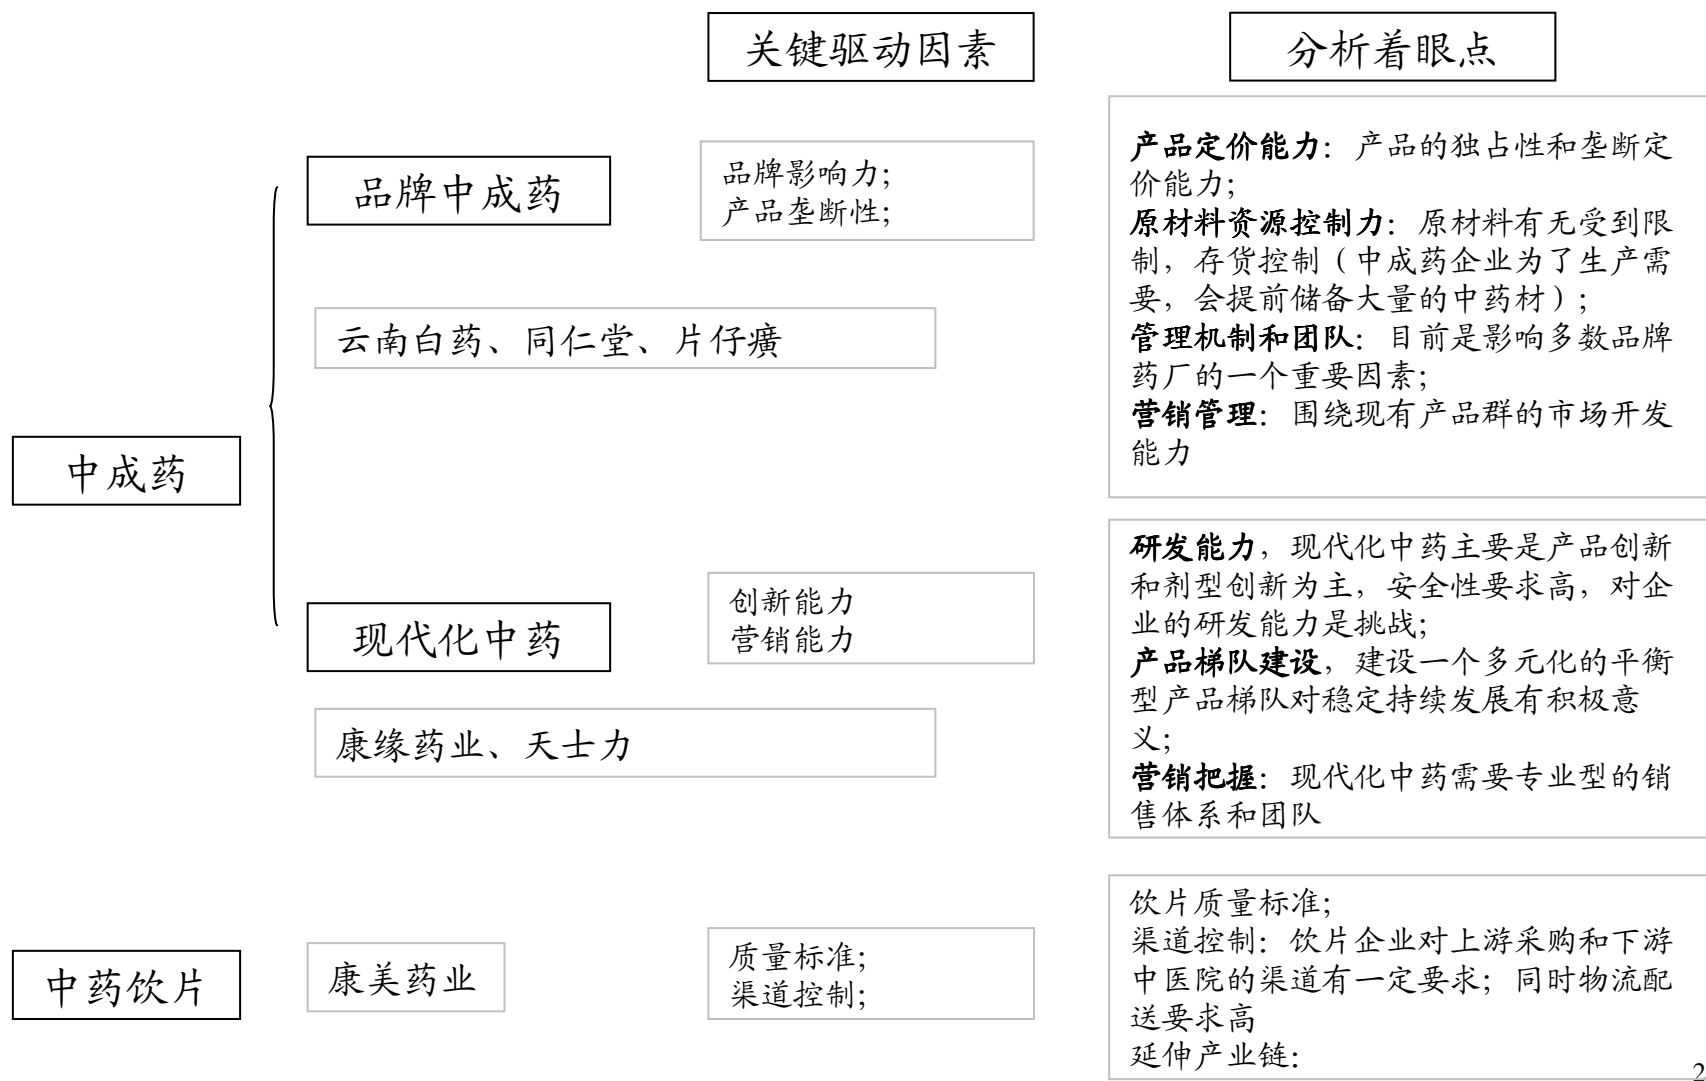 关键驱动因素
分析着眼点
品牌中成药
品牌影响力;
产品垄断性;
产品定价能力: 产品的独占性和垄断定
价能力;
原材料资源控制力: 原材料有无受到限
制, 存货控制 (中成药企业为了生产需
要, 会提前储备大量的中药材);
管理机制和团队: 目前是影响多数品牌
药厂的一个重要因素;
营销管理: 围绕现有产品群的市场开发
能力
云南白药、同仁堂、片仔癀
中成药
现代化中药
创新能力
营销能力
研发能力, 现代化中药主要是产品创新
和剂型创新为主, 安全性要求高, 对企
业的研发能力是挑战;
产品梯队建设, 建设一个多元化的平衡
型产品梯队对稳定持续发展有积极意
义;
营销把握: 现代化中药需要专业型的销
售体系和团队
康缘药业、天士力
中药饮片
康美药业
质量标准;
渠道控制;
饮片质量标准;
渠道控制: 饮片企业对上游采购和下游
中医院的渠道有一定要求; 同时物流配
送要求高
延伸产业链:
2